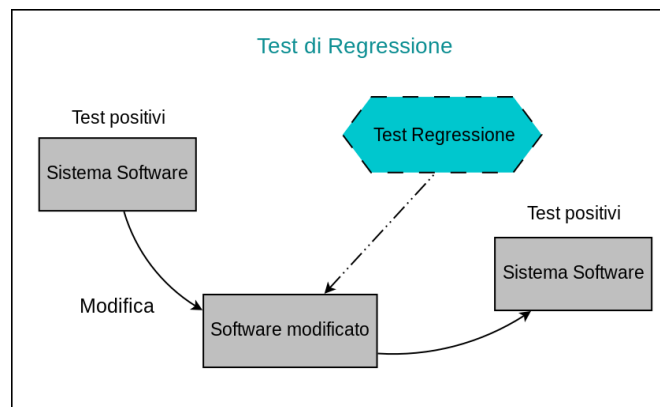 Test di Regressione
Test positivi
Sistema Software
Test Regressione
Test positivi
Sistema Software
Modifica
Software modificato